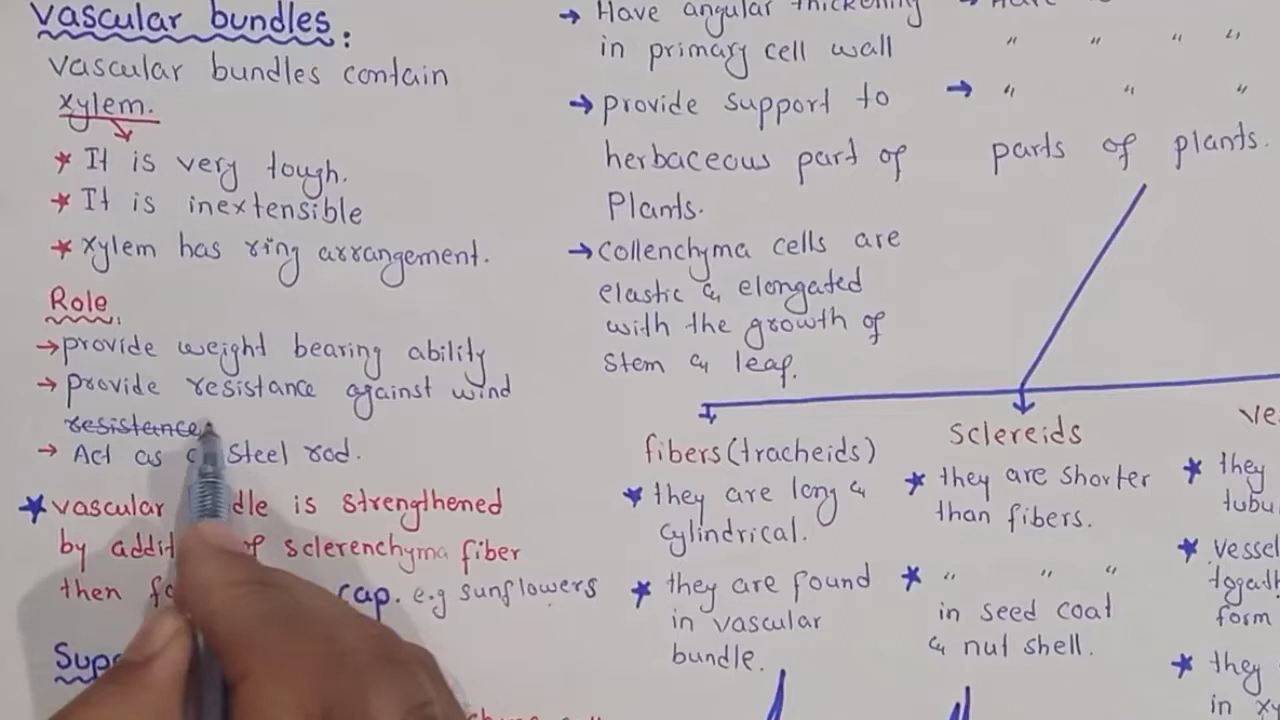 Vascular bundles:
Vascular bundles contain
xylem.
* It is very tough.
* It is inextensible
* xylem has ring arrangement.
Role
→ provide weight bearing ability
→ provide resistance against wind
resistance
→ Act as a steel rod.
★ vascular is strengthened
by of sclerenchyma fiber
then cap. e.g sunflowers
→ Have angular thickening
in primary cell wall
→ provide support to
herbaceous part of
Plants.
→ Collenchyma cells are
elastic & elongated
with the growth of
stem & leaf.
→
" " " "
→ " " "
parts of plants.
fibers (tracheids)
★ they are long &
cylindrical.
★ they are found
in vascular
bundle.
Sclereids
★ they are shorter
than fibers.
★ " " "
in seed coat
& nut shell.
★ they
★ vessel
form
★ they
in